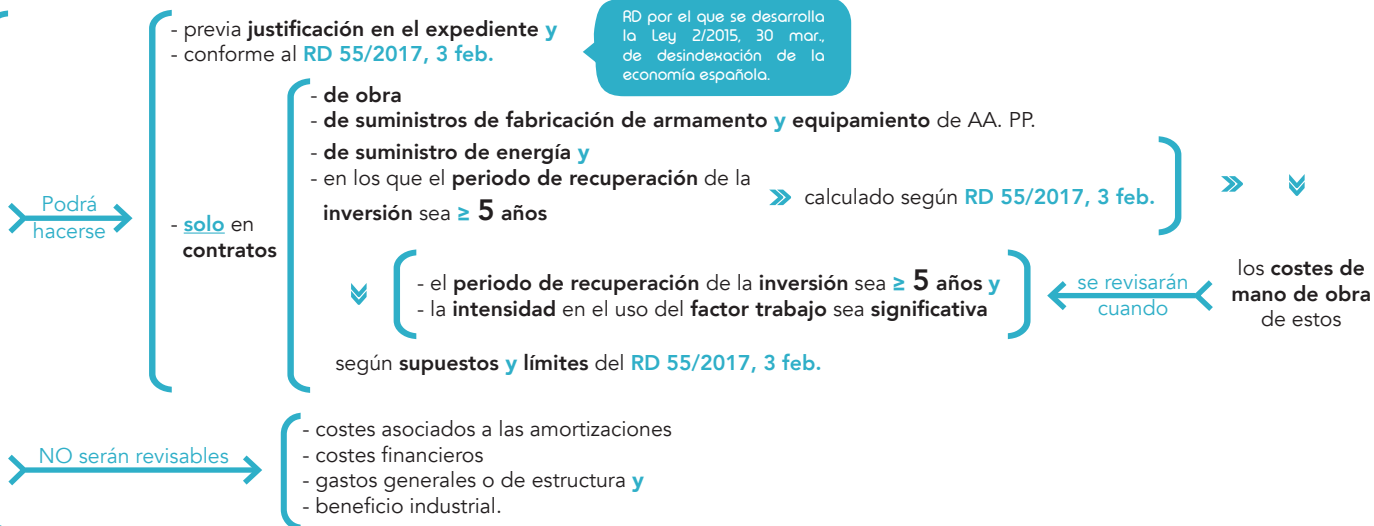 - previa justificación en el expediente y
- conforme al RD 55/2017, 3 feb.
RD por el que se desarrolla
la Ley 2/2015, 30 mar.,
de desindexación de la
economía española.
Podrá
hacerse
- solo en
contratos
- de obra
- de suministros de fabricación de armamento y equipamiento de AA. PP.
- de suministro de energía y
- en los que el periodo de recuperación de la
inversión sea ≥ 5 años
calculado según RD 55/2017, 3 feb.
los costes de
mano de obra
de estos
se revisarán
cuando
- el periodo de recuperación de la inversión sea ≥ 5 años y
- la intensidad en el uso del factor trabajo sea significativa
según supuestos y límites del RD 55/2017, 3 feb.
NO serán revisables
- costes asociados a las amortizaciones
- costes financieros
- gastos generales o de estructura y
- beneficio industrial.